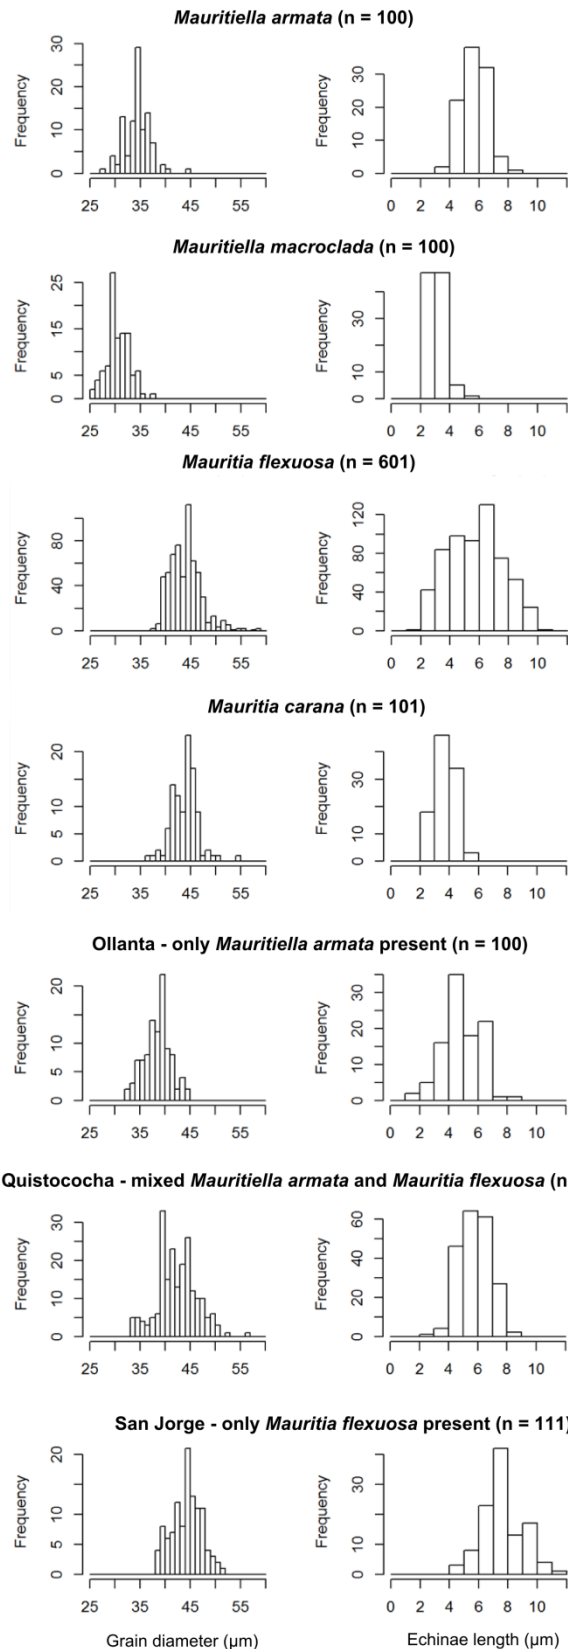 Mauritiella armata (n = 100)
Frequency
0 10 20 30
25 35 45 55
Frequency
0 10 20 30
0 2 4 6 8 10
Mauritiella macroclada (n = 100)
Frequency
0 5 15 25
25 35 45 55
Frequency
0 10 30
0 2 4 6 8 10
Mauritia flexuosa (n = 601)
Frequency
0 40 80
25 35 45 55
Frequency
0 40 80 120
0 2 4 6 8 10
Mauritia carana (n = 101)
Frequency
0 5 10 20
25 35 45 55
Frequency
0 10 30
0 2 4 6 8 10
Ollanta - only Mauritiella armata present (n = 100)
Frequency
0 5 10 20
25 35 45 55
Frequency
0 10 20 30
0 2 4 6 8 10
Quistococha - mixed Mauritiella armata and Mauritia flexuosa (n
Frequency
0 10 20 30
25 35 45 55
Frequency
0 20 40 60
0 2 4 6 8 10
San Jorge - only Mauritia flexuosa present (n = 111)
Frequency
0 5 10 20
25 35 45 55
Frequency
0 10 30
0 2 4 6 8 10
Grain diameter (µm)
Echinae length (µm)